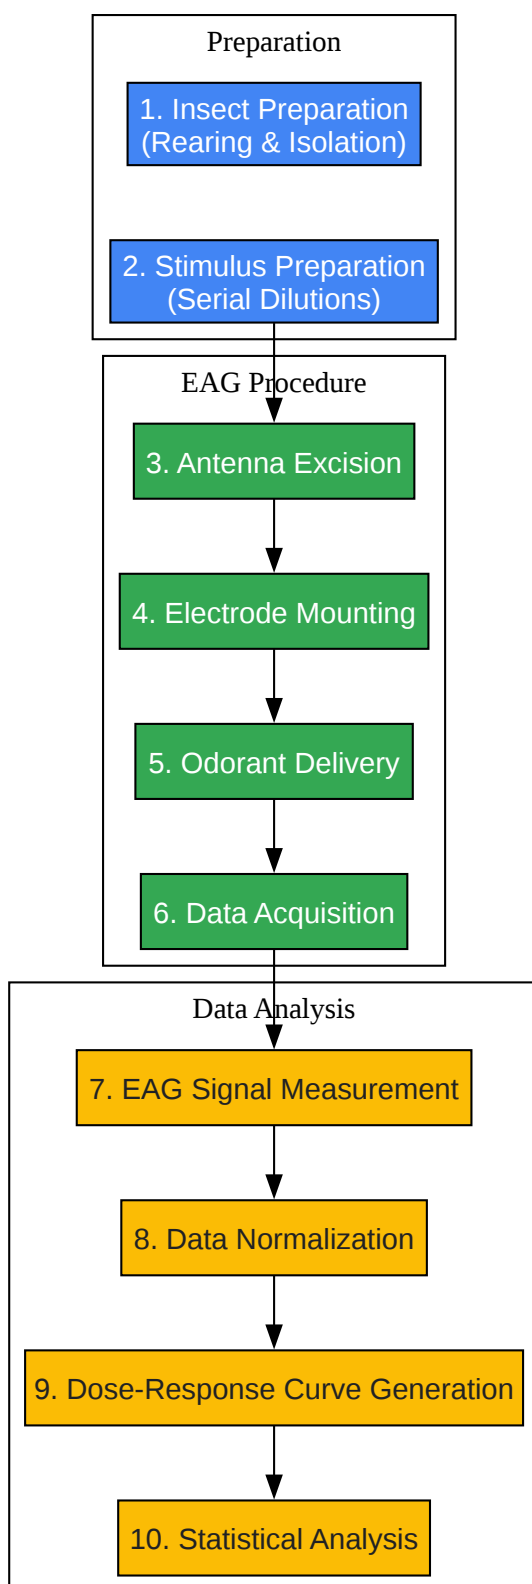 Preparation
1. Insect Preparation
(Rearing & Isolation)
2. Stimulus Preparation
(Serial Dilutions)
EAG Procedure
3. Antenna Excision
4. Electrode Mounting
5. Odorant Delivery
6. Data Acquisition
Data Analysis
7. EAG Signal Measurement
8. Data Normalization
9. Dose-Response Curve Generation
10. Statistical Analysis